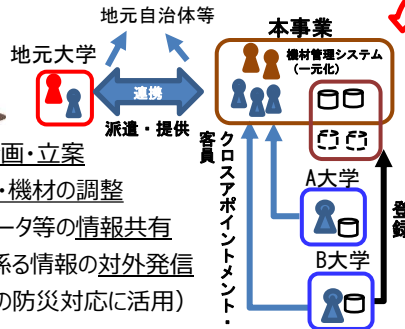 地元自治体等
本事業
地元大学
機材管理システム
(一元化)
連携
派遣・提供
画・立案
・機材の調整
ータ等の情報共有
係る情報の対外発信
の防災対応に活用)
クロスアポイントメント・
客員
A大学
登録
B大学